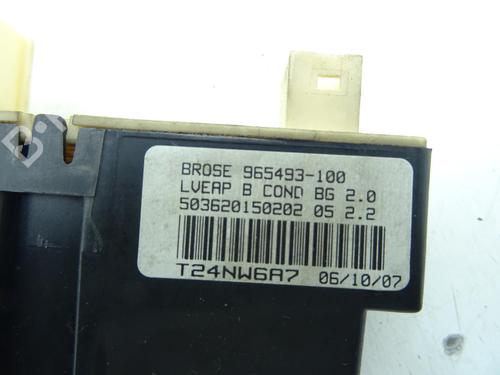 BROSE 965493-100
LVEAP B COND BG 2.0
503620150202 05 2.2
T24NW6A7 06/10/07